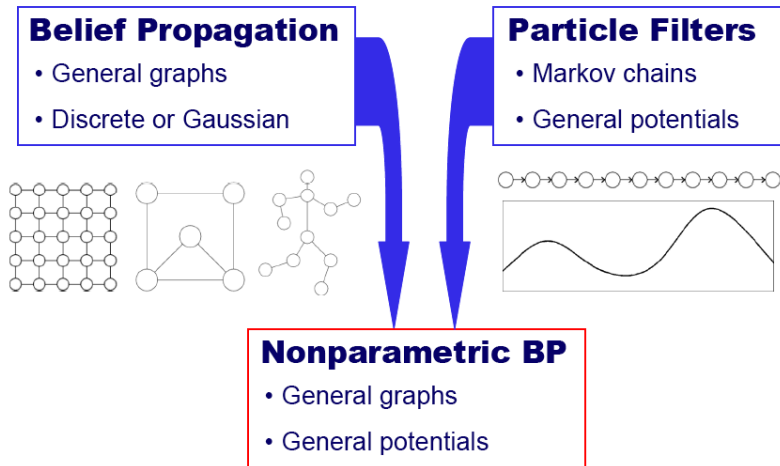 Belief Propagation
• General graphs
• Discrete or Gaussian
Particle Filters
• Markov chains
• General potentials
Nonparametric BP
• General graphs
• General potentials